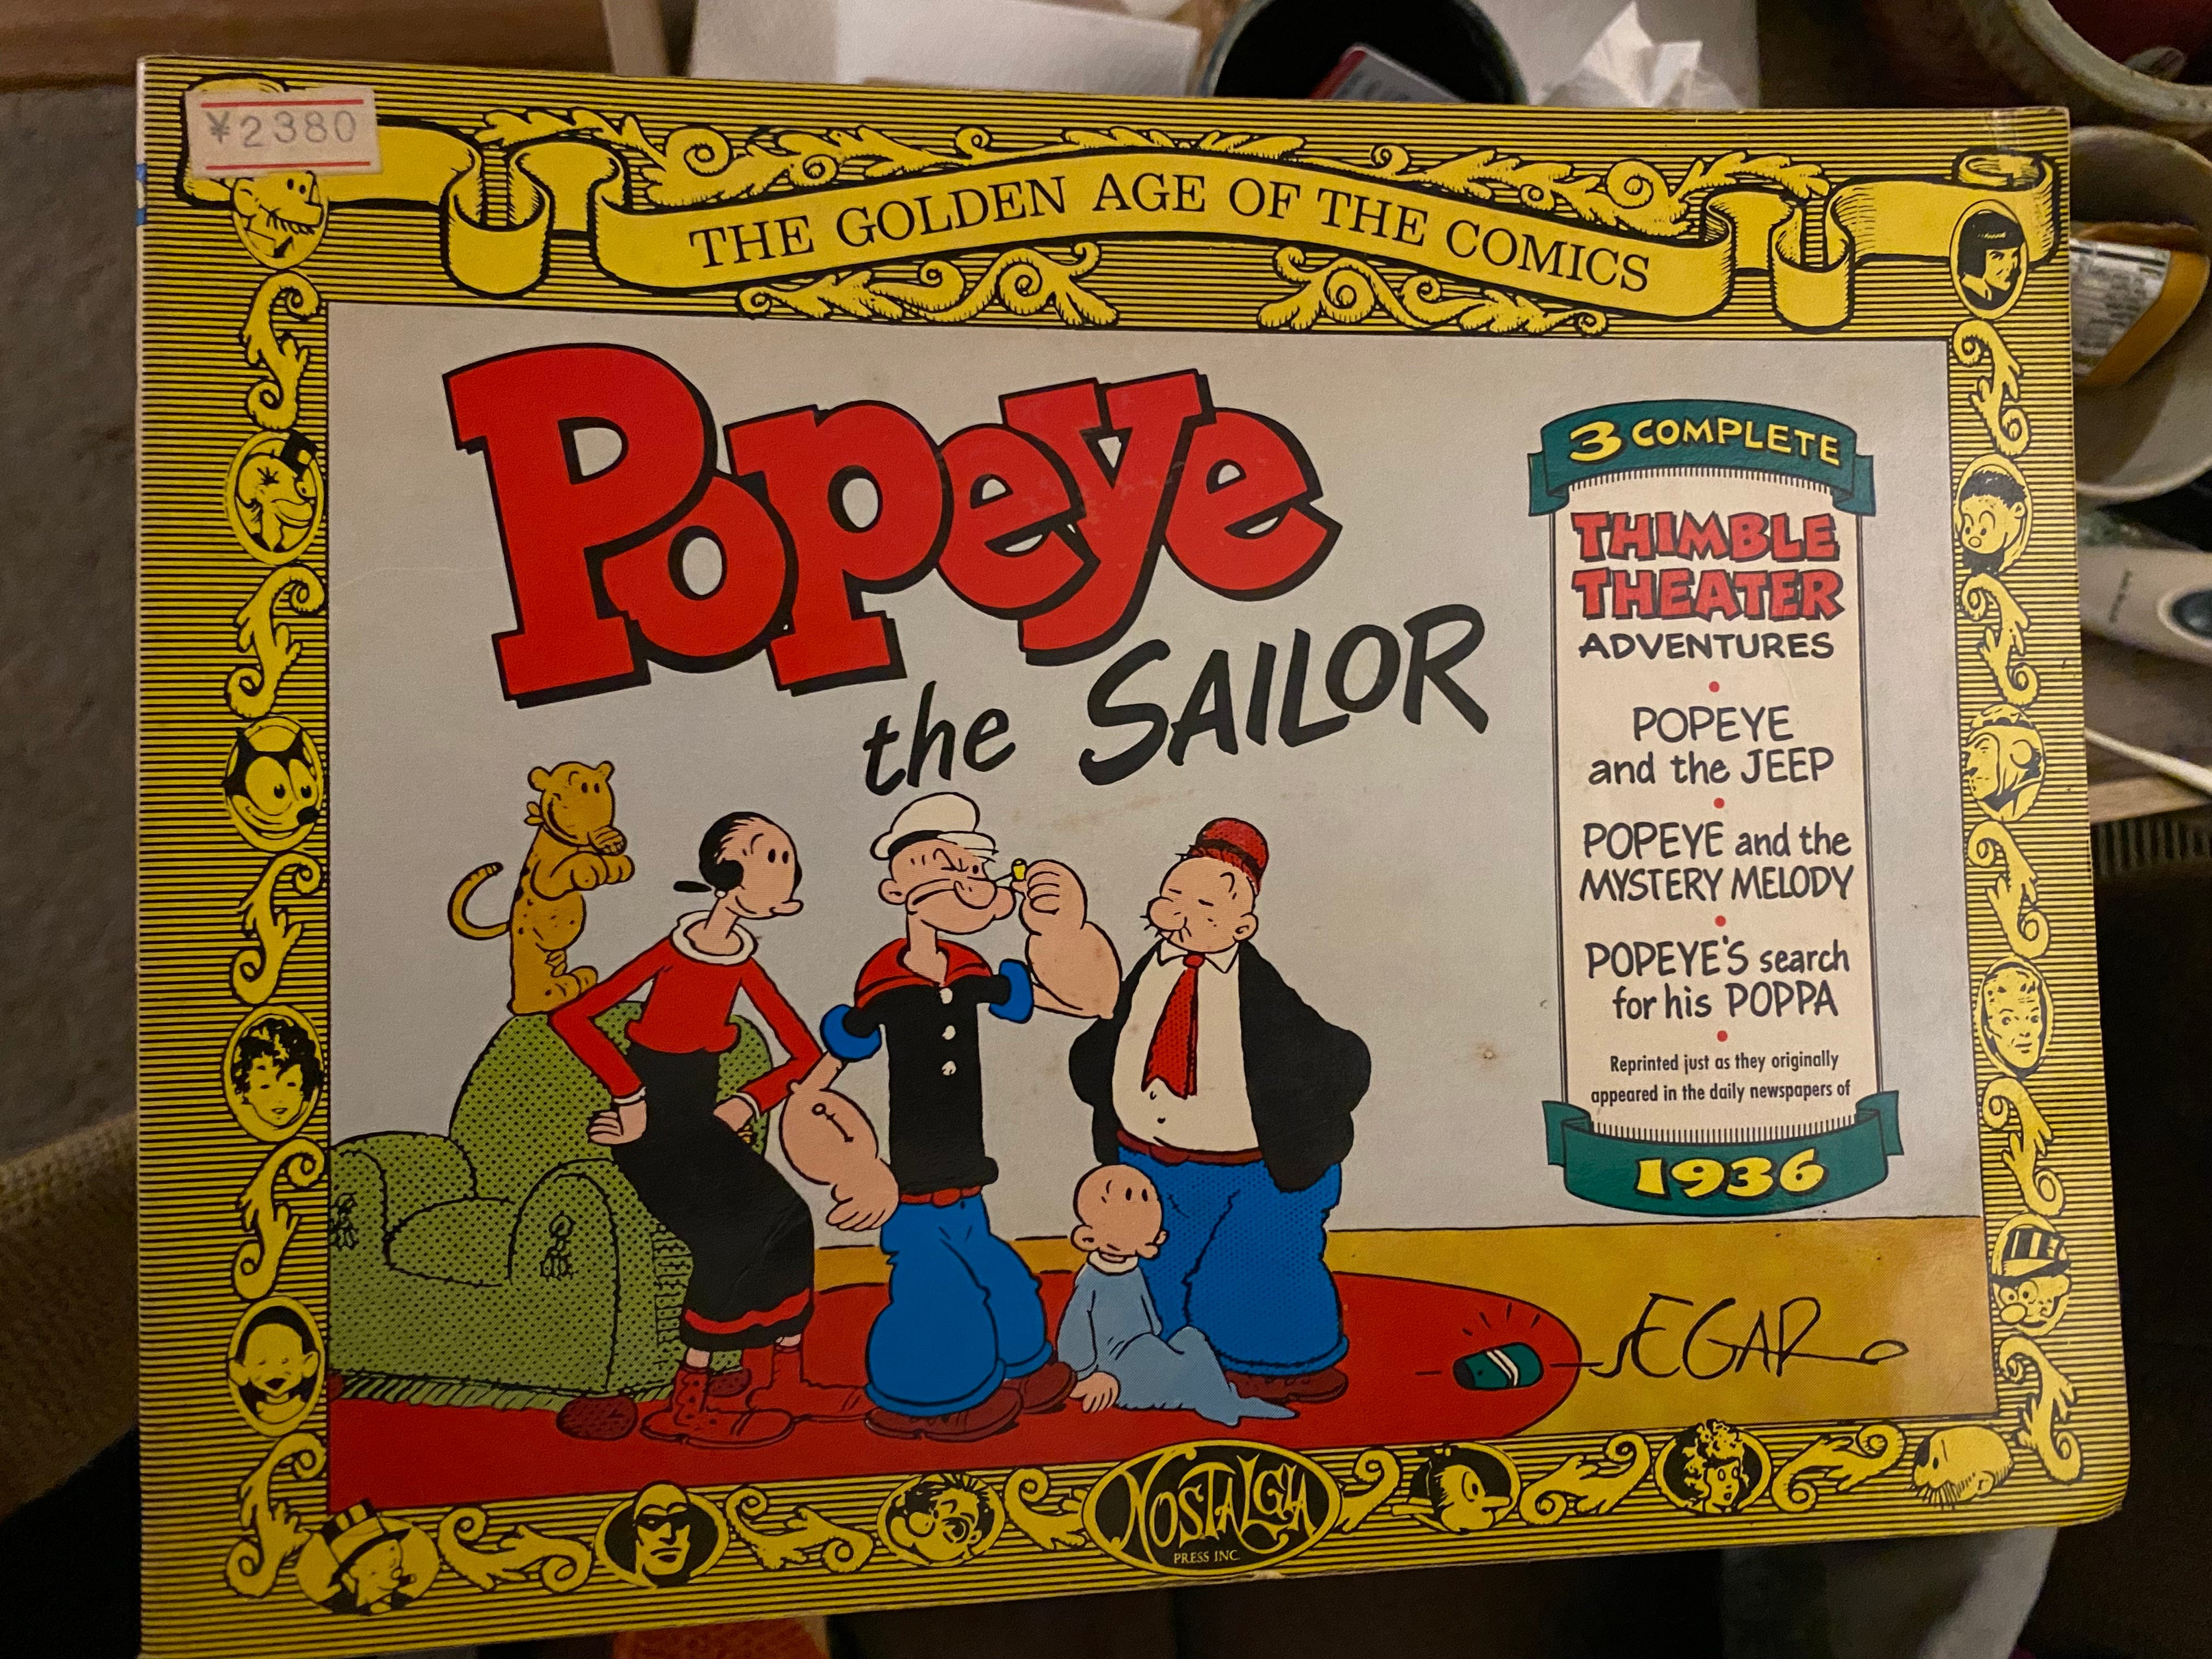 ¥2380
THE GOLDEN AGE OF THE COMICS
Popeye
the SAILOR
3 COMPLETE
THIMBLE
THEATER
ADVENTURES
POPEYE
and the JEEP
POPEYE and the
MYSTERY MELODY
POPEYE'S search
for his POPPA
Reprinted just as they originally
appeared in the daily newspapers of
1936
SEGAR
NOSTALGIA
PRESS INC.